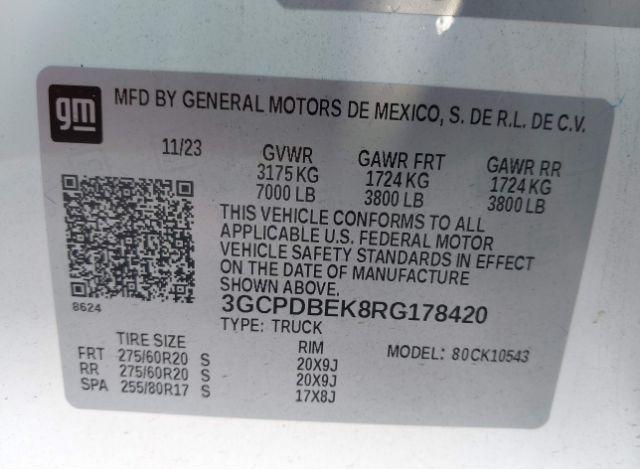 gm
MFD BY GENERAL MOTORS DE MEXICO, S. DE R.L. DE C.V.
11/23 GVWR GAWR FRT GAWR RR
3175 KG 1724 KG 1724 KG
7000 LB 3800 LB 3800 LB
THIS VEHICLE CONFORMS TO ALL
APPLICABLE U.S. FEDERAL MOTOR
VEHICLE SAFETY STANDARDS IN EFFECT
ON THE DATE OF MANUFACTURE
SHOWN ABOVE.
8624
3GCPDBEK8RG178420
TYPE: TRUCK
TIRE SIZE RIM MODEL: 80CK10543
FRT 275/60R20 S 20X9J
RR 275/60R20 S 20X9J
SPA 255/80R17 S 17X8J